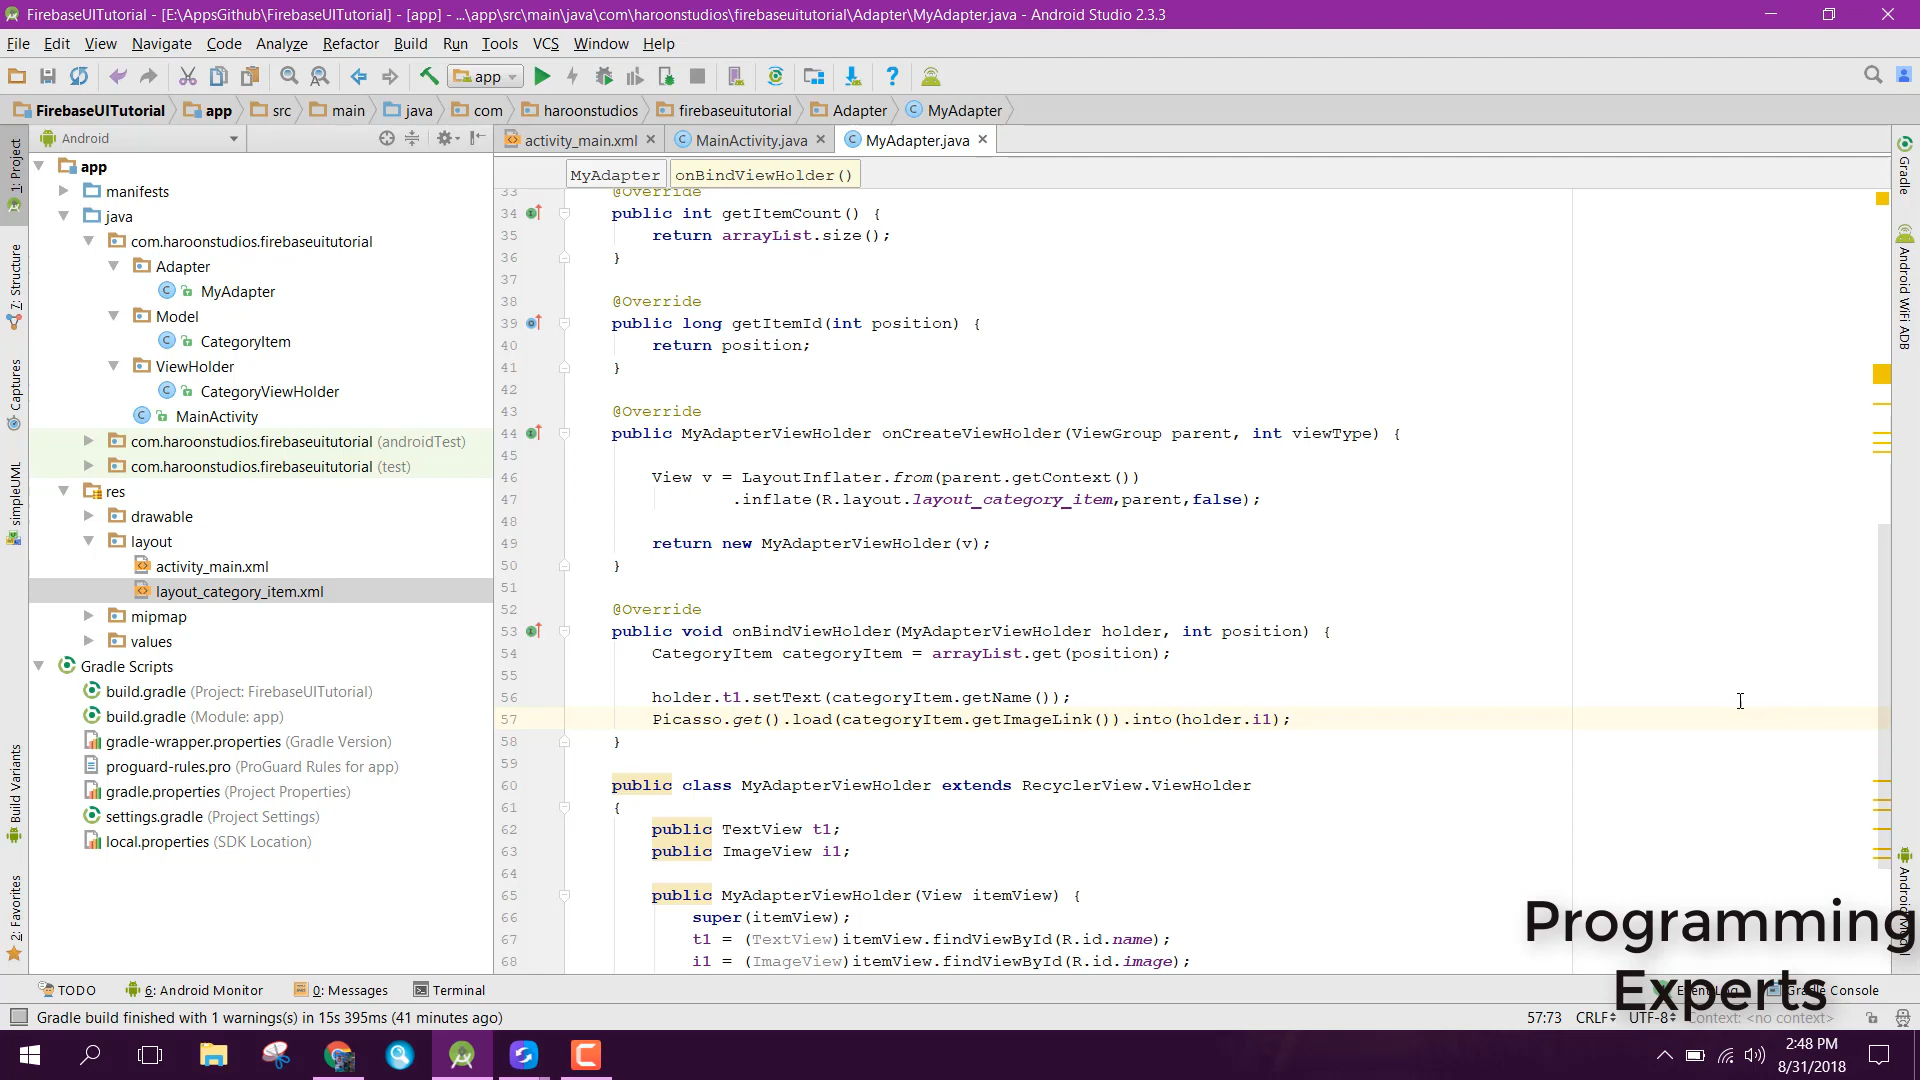 FirebaseUITutorial - [E:\AppsGithub\FirebaseUITutorial] - [app] - ...\app\src\main\java\com\haroonstudios\firebaseuitutorial\Adapter\MyAdapter.java - Android Studio 2.3.3
File Edit View Navigate Code Analyze Refactor Build Run Tools VCS Window Help
app
FirebaseUITutorial app src main java com haroonstudios firebaseuitutorial Adapter MyAdapter
Android
activity_main.xml MainActivity.java MyAdapter.java
MyAdapter onBindViewHolder()
1: Project
7: Structure
Captures
simpleUML
Build Variants
2: Favorites
app
manifests
java
com.haroonstudios.firebaseuitutorial
Adapter
MyAdapter
Model
CategoryItem
ViewHolder
CategoryViewHolder
MainActivity
com.haroonstudios.firebaseuitutorial (androidTest)
com.haroonstudios.firebaseuitutorial (test)
res
drawable
layout
activity_main.xml
layout_category_item.xml
mipmap
values
Gradle Scripts
build.gradle (Project: FirebaseUITutorial)
build.gradle (Module: app)
gradle-wrapper.properties (Gradle Version)
proguard-rules.pro (ProGuard Rules for app)
gradle.properties (Project Properties)
settings.gradle (Project Settings)
local.properties (SDK Location)
33 @Override
34 public int getItemCount() {
35 return arrayList.size();
36 }
37
38 @Override
39 public long getItemId(int position) {
40 return position;
41 }
42
43 @Override
44 public MyAdapterViewHolder onCreateViewHolder(ViewGroup parent, int viewType) {
45
46 View v = LayoutInflater.from(parent.getContext())
47 .inflate(R.layout.layout_category_item,parent,false);
48
49 return new MyAdapterViewHolder(v);
50 }
51
52 @Override
53 public void onBindViewHolder(MyAdapterViewHolder holder, int position) {
54 CategoryItem categoryItem = arrayList.get(position);
55
56 holder.t1.setText(categoryItem.getName());
57 Picasso.get().load(categoryItem.getImageLink()).into(holder.i1);
58 }
59
60 public class MyAdapterViewHolder extends RecyclerView.ViewHolder
61 {
62 public TextView t1;
63 public ImageView i1;
64
65 public MyAdapterViewHolder(View itemView) {
66 super(itemView);
67 t1 = (TextView)itemView.findViewById(R.id.name);
68 i1 = (ImageView)itemView.findViewById(R.id.image);
Gradle
Android WiFi ADB
Programming
Experts
TODO 6: Android Monitor 0: Messages Terminal Gradle Console
Gradle build finished with 1 warnings(s) in 15s 395ms (41 minutes ago) 57:73 CRLF UTF-8 Context: <no context>
2:48 PM
8/31/2018